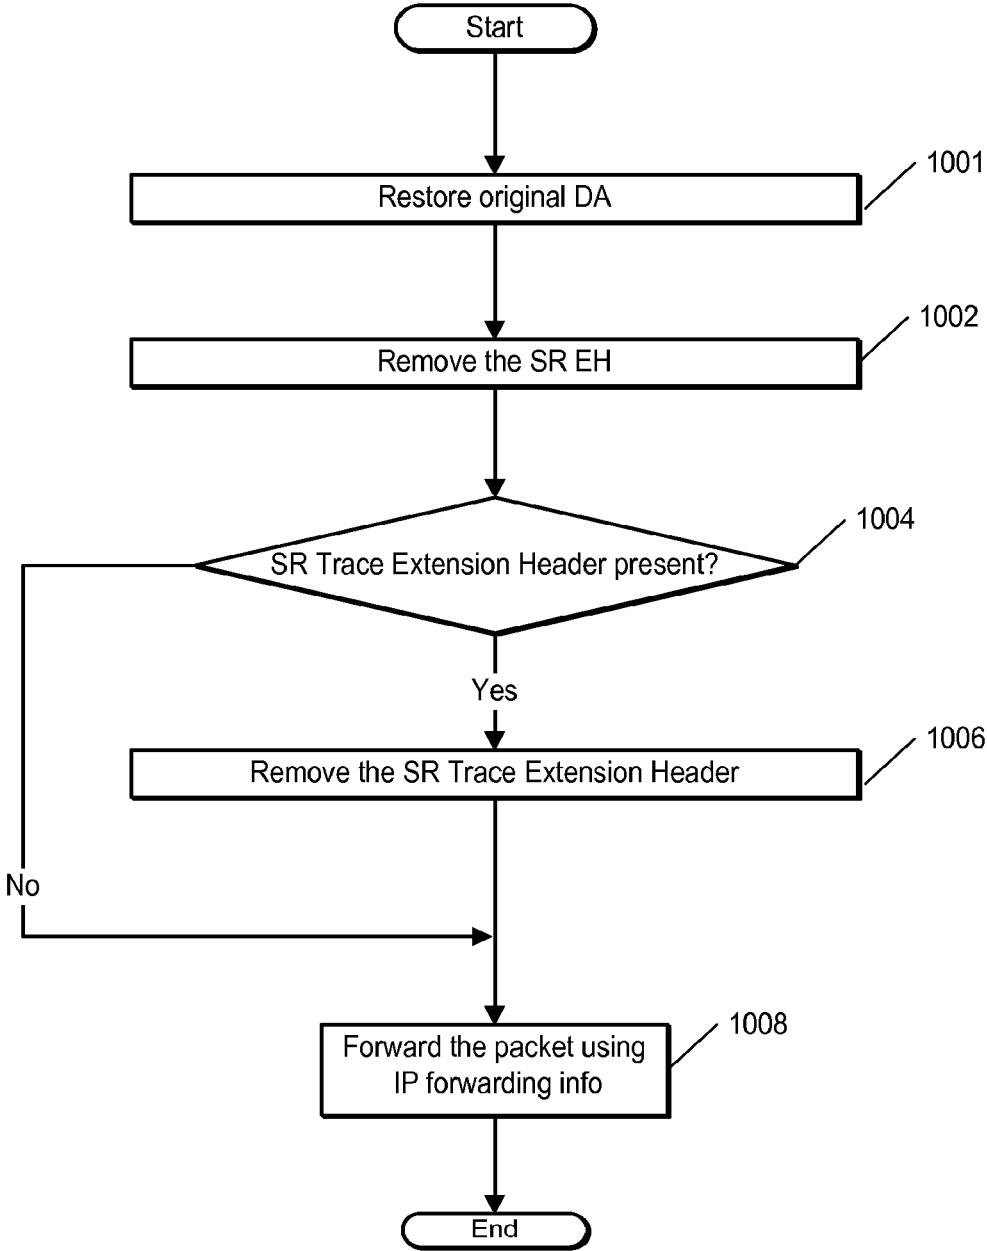 Start
1001
Restore original DA
1002
Remove the SR EH
1004
SR Trace Extension Header present?
Yes
1006
Remove the SR Trace Extension Header
No
1008
Forward the packet using
IP forwarding info
End